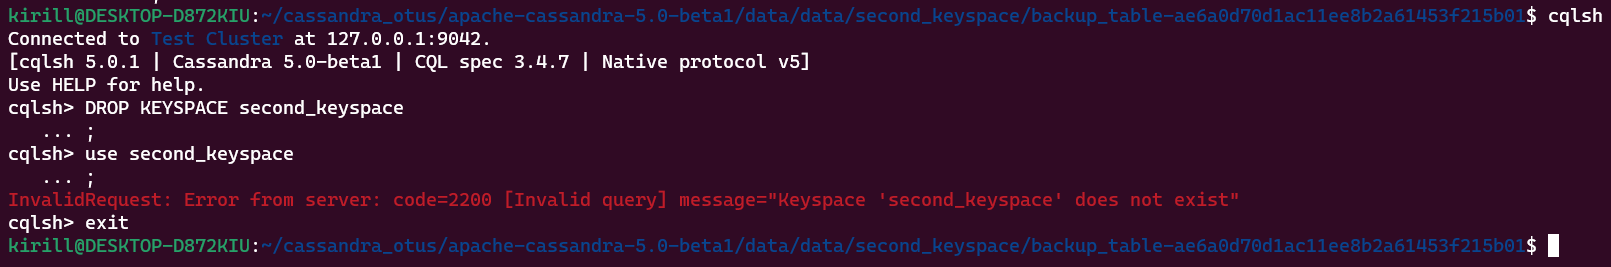 kirill@DESKTOP-D872KIU:~/cassandra_otus/apache-cassandra-5.0-beta1/data/data/second_keyspace/backup_table-ae6a0d70d1ac11ee8b2a61453f215b01$ cqlsh
Connected to Test Cluster at 127.0.0.1:9042.
[cqlsh 5.0.1 | Cassandra 5.0-beta1 | CQL spec 3.4.7 | Native protocol v5]
Use HELP for help.
cqlsh> DROP KEYSPACE second_keyspace
   ... ;
cqlsh> use second_keyspace
   ... ;
InvalidRequest: Error from server: code=2200 [Invalid query] message="Keyspace 'second_keyspace' does not exist"
cqlsh> exit
kirill@DESKTOP-D872KIU:~/cassandra_otus/apache-cassandra-5.0-beta1/data/data/second_keyspace/backup_table-ae6a0d70d1ac11ee8b2a61453f215b01$